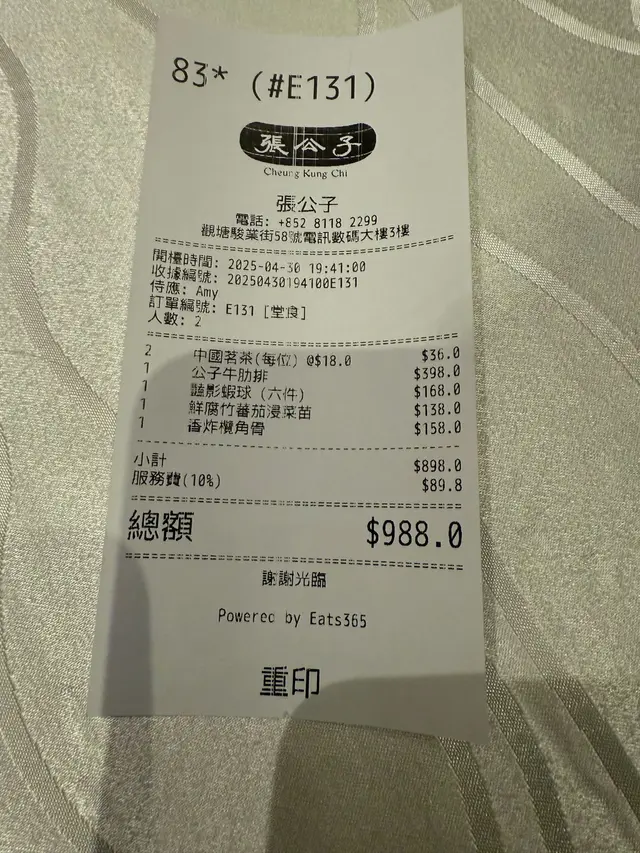 83* (#E131)
張公子
Cheung Kung Chi
張公子
電話: +852 8118 2299
觀塘駿業街58號電訊數碼大樓3樓
開檯時間: 2025-04-30 19:41:00
收據編號: 20250430194100E131
侍應: Amy
訂單編號: E131 [堂食]
人數: 2
2 中國茗茶(每位) @$18.0 $36.0
1 公子牛肋排 $398.0
1 豔影蝦球 (六件) $168.0
1 鮮腐竹蕃茄浸菜苗 $138.0
1 香炸欖角骨 $158.0
小計 $898.0
服務費(10%) $89.8
總額 $988.0
謝謝光臨
Powered by Eats365
重印